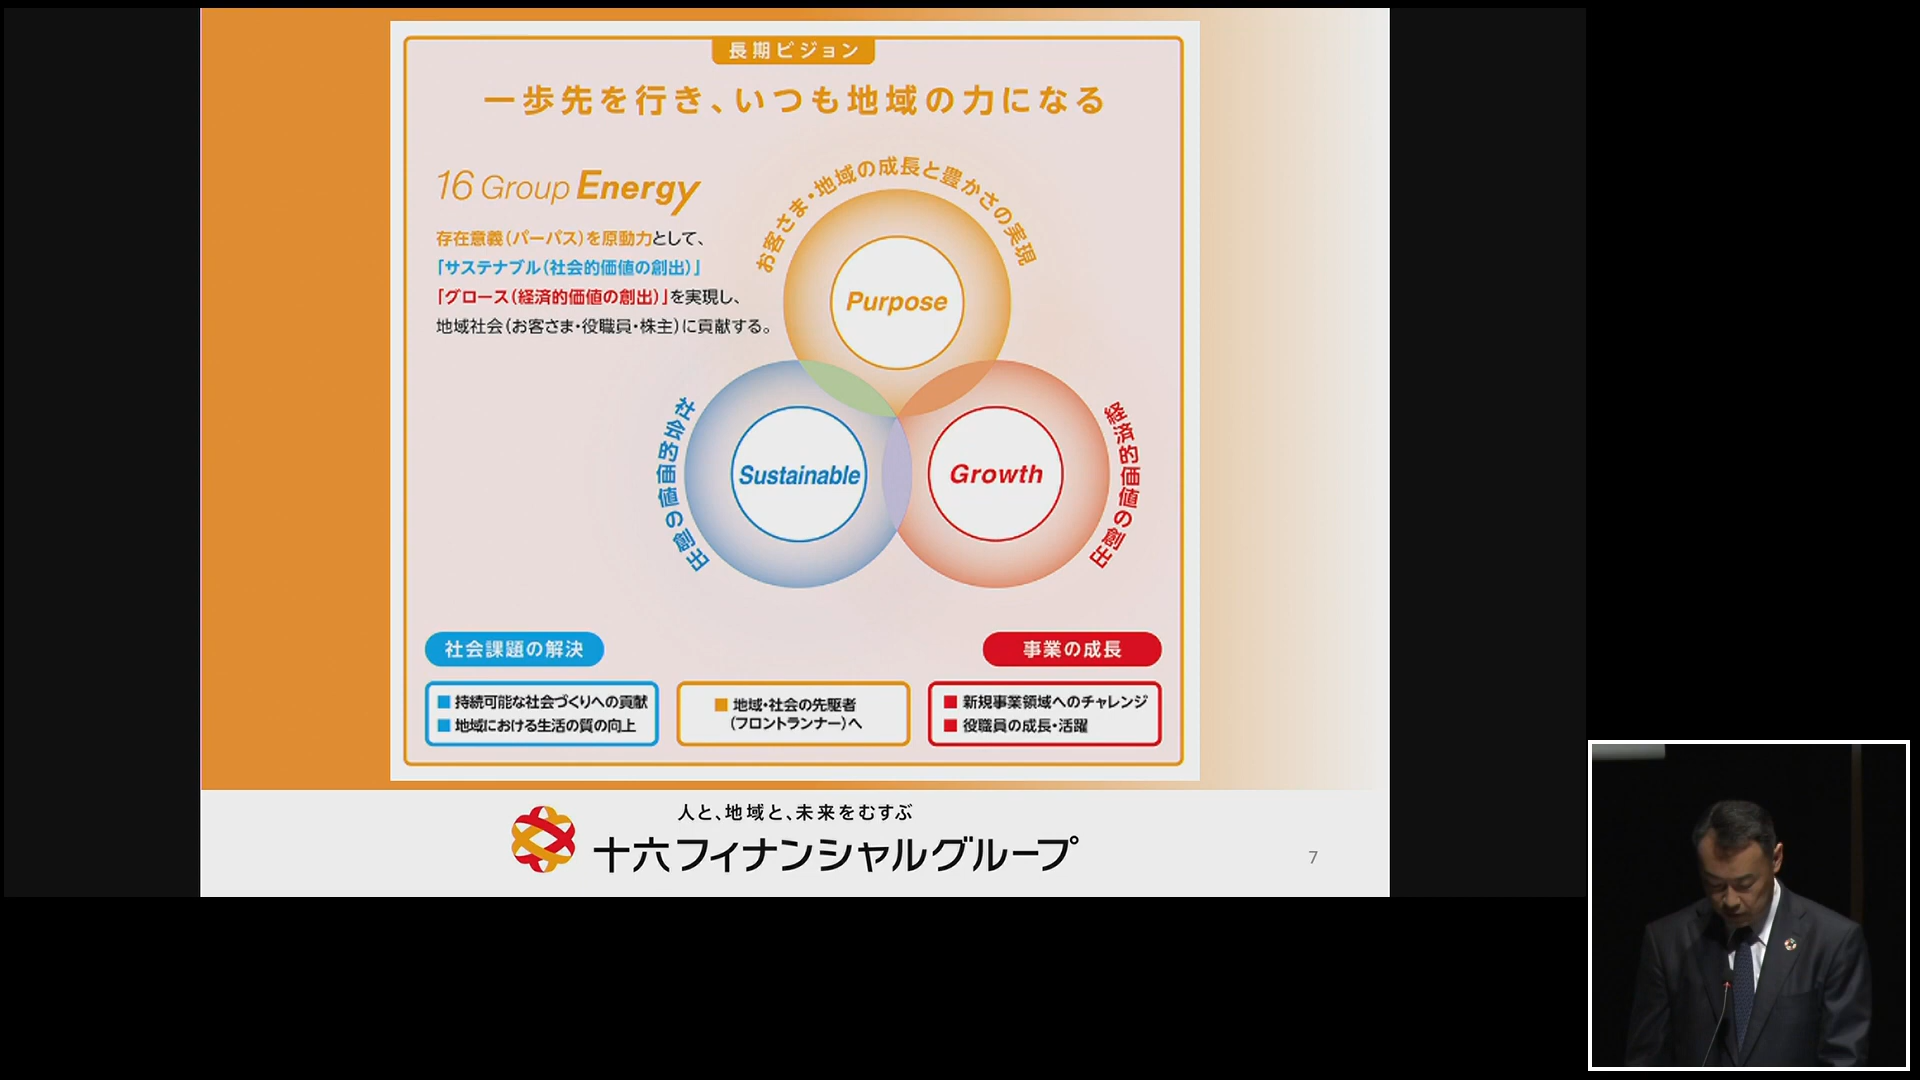 長期ビジョン
一歩先を行き、いつも地域の力になる
16 Group Energy
存在意義(パーパス)を原動力として、
「サステナブル(社会的価値の創出)」
「グロース(経済的価値の創出)」を実現し、
地域社会(お客さま・役職員・株主)に貢献する。
お客さま・地域の成長と豊かさの実現
Purpose
社会的価値の創出
Sustainable
Growth
経済的価値の創出
社会課題の解決
■持続可能な社会づくりへの貢献
■地域における生活の質の向上
■地域・社会の先駆者
(フロントランナー)へ
事業の成長
■新規事業領域へのチャレンジ
■役職員の成長・活躍
人と、地域と、未来をむすぶ
十六フィナンシャルグループ
7